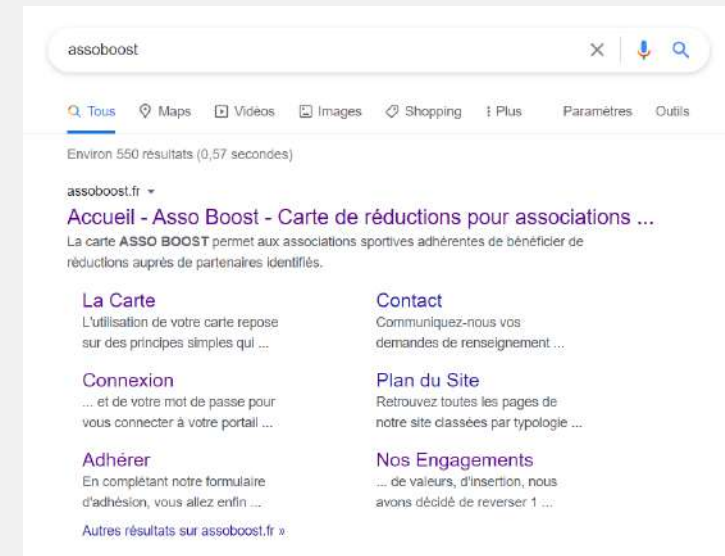 assoboost
Tous Maps Vidéos Images Shopping Plus Paramètres Outils
Environ 550 résultats (0,57 secondes)
assoboost.fr
Accueil - Asso Boost - Carte de réductions pour associations ...
La carte ASSO BOOST permet aux associations sportives adhérentes de bénéficier de
réductions auprès de partenaires identifiés.
La Carte
L'utilisation de votre carte repose
sur des principes simples qui ...
Contact
Communiquez-nous vos
demandes de renseignement ...
Connexion
... et de votre mot de passe pour
vous connecter à votre portail ...
Plan du Site
Retrouvez toutes les pages de
notre site classées par typologie ...
Adhérer
En complétant notre formulaire
d'adhésion, vous allez enfin ...
Nos Engagements
... de valeurs, d'insertion, nous
avons décidé de reverser 1 ...
Autres résultats sur assoboost.fr »